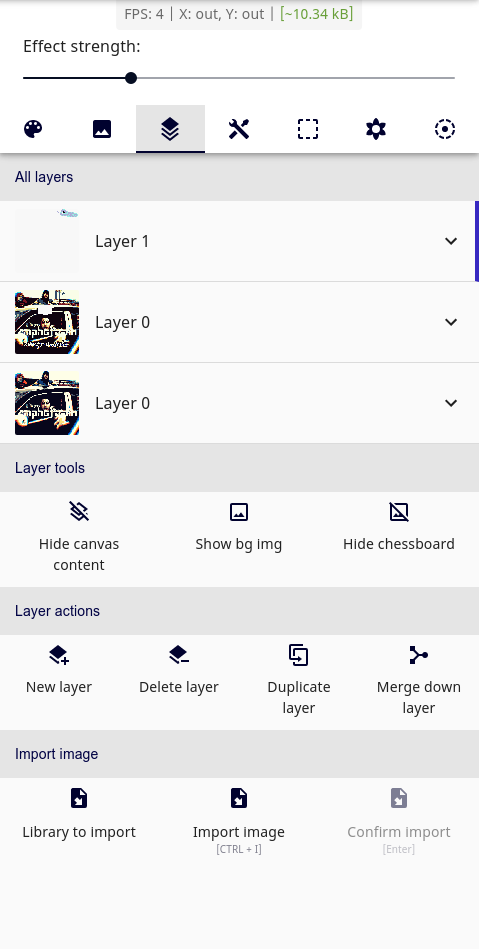 FPS: 4 | X: out, Y: out | [~10.34 kB]
Effect strength:
All layers
Layer 1
Layer 0
Layer 0
Layer tools
Hide canvas
content
Show bg img
Hide chessboard
Layer actions
New layer
Delete layer
Duplicate
layer
Merge down
layer
Import image
Library to import
Import image
[CTRL + I]
Confirm import
[Enter]